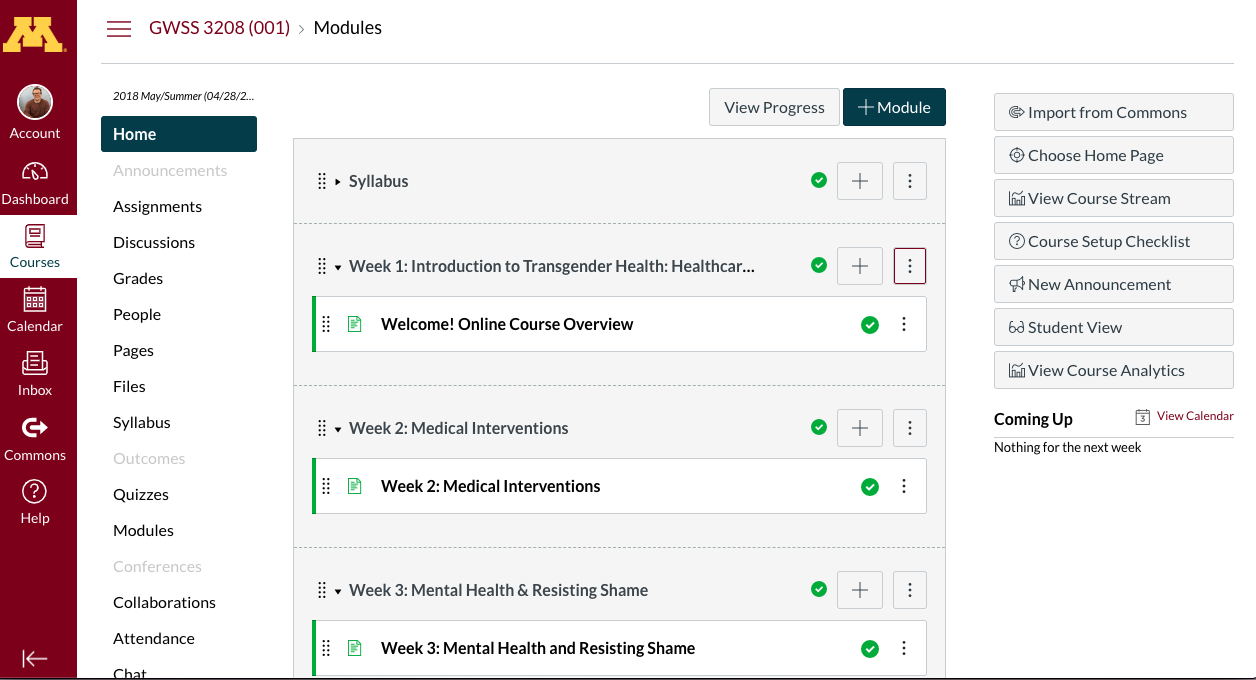 GWSS 3208 (001) › Modules
2018 May/Summer (04/28/2...
Account
Dashboard
Courses
Calendar
Inbox
Commons
Help
Home
Announcements
Assignments
Discussions
Grades
People
Pages
Files
Syllabus
Outcomes
Quizzes
Modules
Conferences
Collaborations
Attendance
Chat
View Progress
+ Module
Syllabus
Week 1: Introduction to Transgender Health: Healthcar...
Welcome! Online Course Overview
Week 2: Medical Interventions
Week 2: Medical Interventions
Week 3: Mental Health & Resisting Shame
Week 3: Mental Health and Resisting Shame
Import from Commons
Choose Home Page
View Course Stream
Course Setup Checklist
New Announcement
Student View
View Course Analytics
Coming Up
3 View Calendar
Nothing for the next week